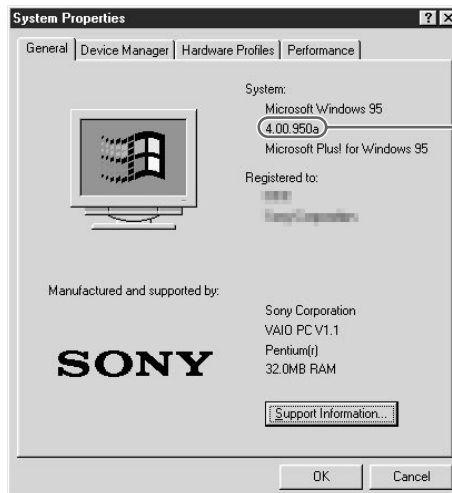 System Properties
General Device Manager Hardware Profiles Performance
System:
Microsoft Windows 95
4.00.950a
Microsoft Plus! for Windows 95
Registered to:
Manufactured and supported by:
SONY
Sony Corporation
VAIO PC V1.1
Pentium(r)
32.0MB RAM
Support Information...
OK Cancel